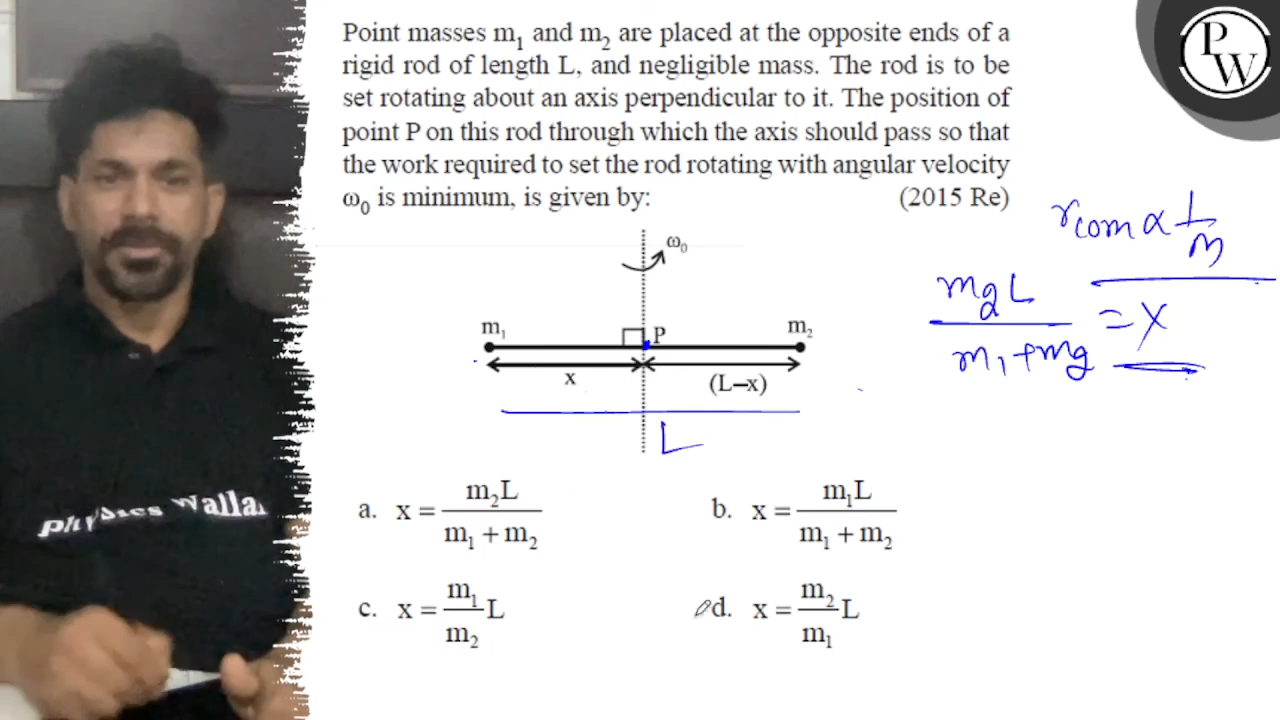 Point masses m₁ and m₂ are placed at the opposite ends of a
rigid rod of length L, and negligible mass. The rod is to be
set rotating about an axis perpendicular to it. The position of
point P on this rod through which the axis should pass so that
the work required to set the rod rotating with angular velocity
ω₀ is minimum, is given by: (2015 Re)
PW
r_com α L/m
m₂L/(m₁+m₂) = x
ω₀
m₁ P m₂
x (L–x)
L
a. x = m₂L/(m₁ + m₂) b. x = m₁L/(m₁ + m₂)
c. x = m₁/m₂ L d. x = m₂/m₁ L
Physics Walla